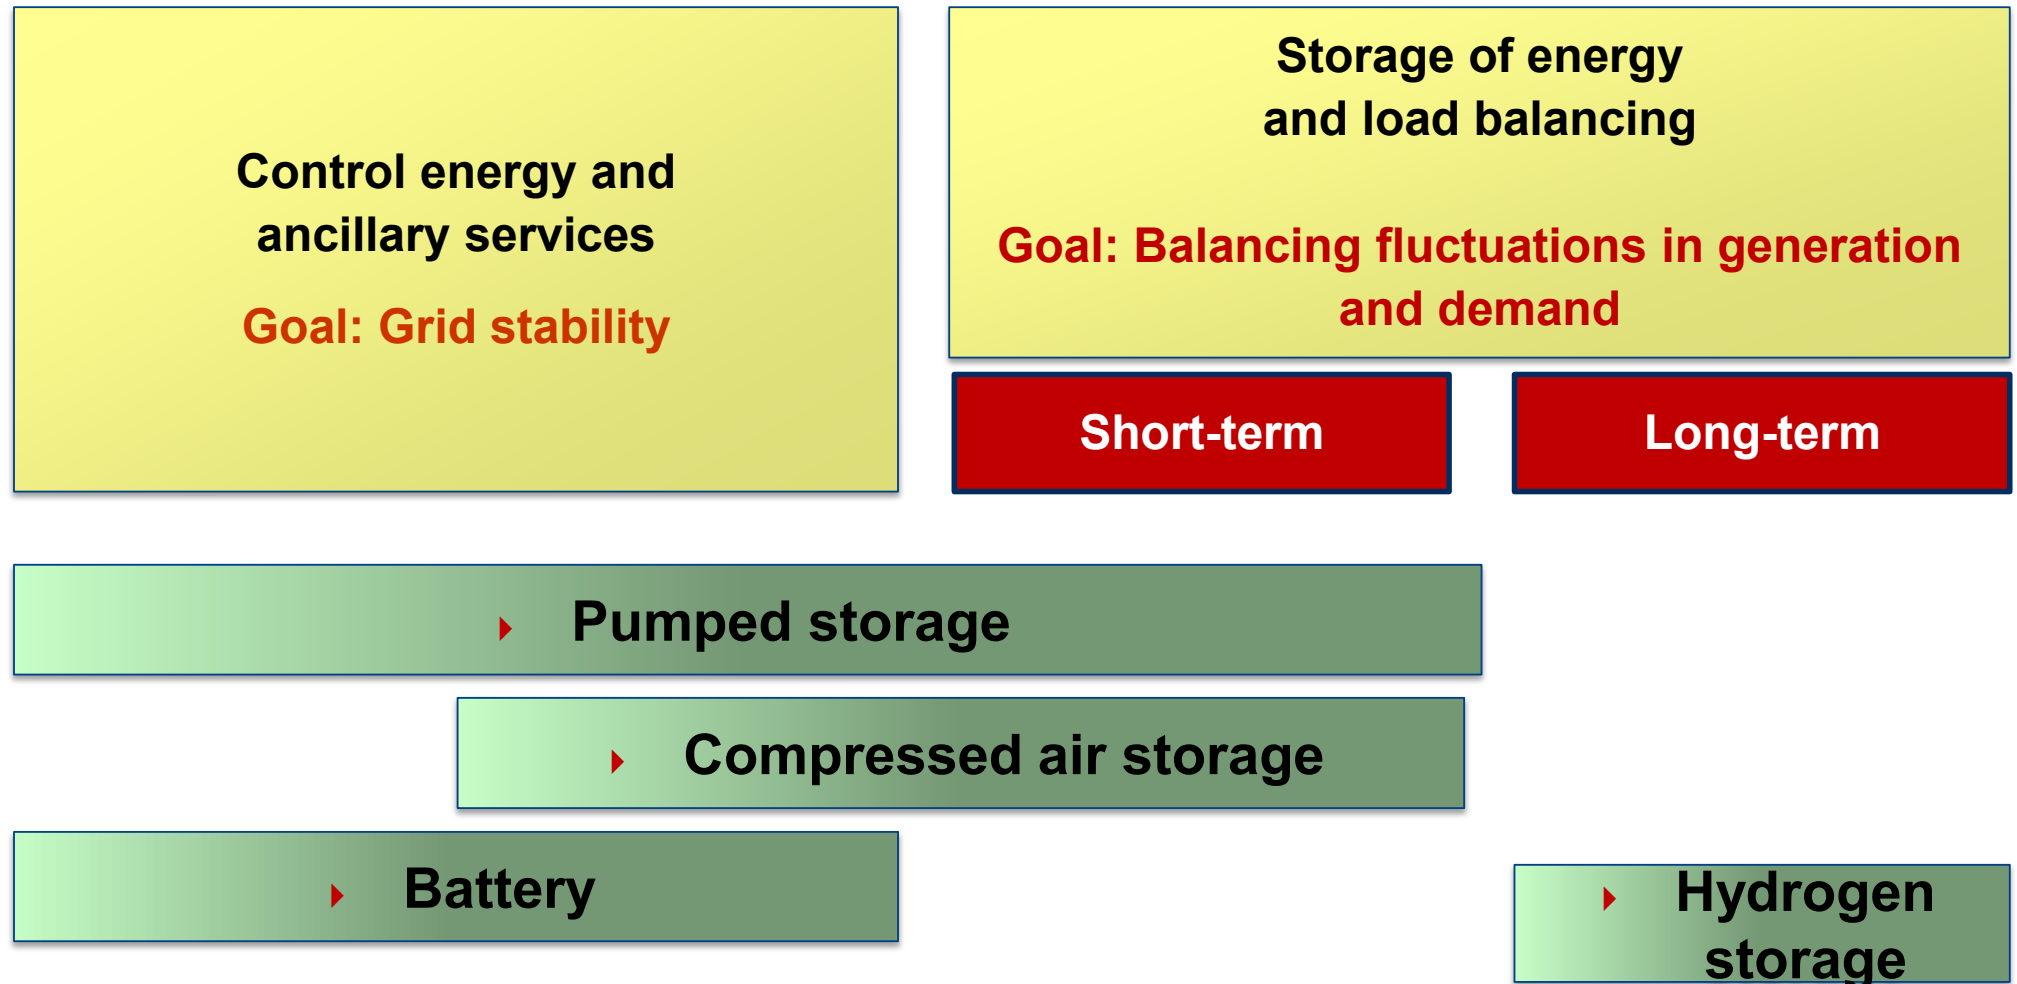 Control energy and
ancillary services
Goal: Grid stability
Storage of energy
and load balancing
Goal: Balancing fluctuations in generation
and demand
Short-term
Long-term
Pumped storage
Compressed air storage
Battery
Hydrogen
storage